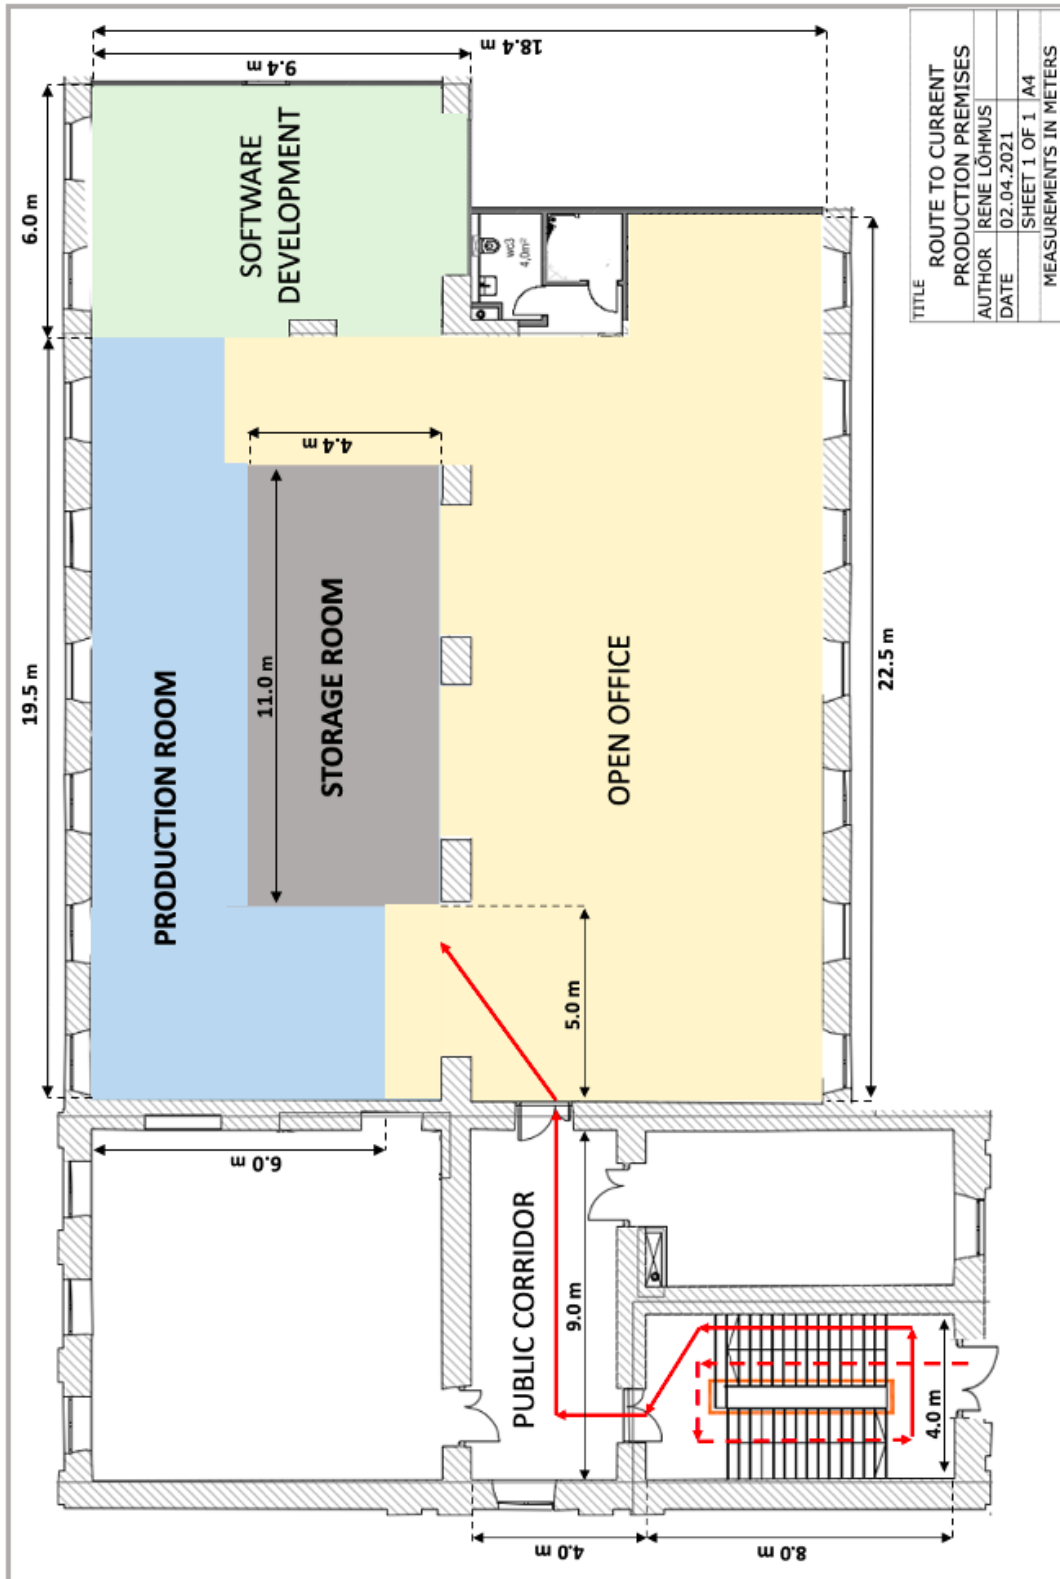 18.4 m
9.4 m
6.0 m
SOFTWARE
DEVELOPMENT
wc3
4,0m²
TITLE
ROUTE TO CURRENT
PRODUCTION PREMISES
AUTHOR RENE LÕHMUS
DATE 02.04.2021
SHEET 1 OF 1 A4
MEASUREMENTS IN METERS
19.5 m
4.4 m
PRODUCTION ROOM
11.0 m
STORAGE ROOM
OPEN OFFICE
22.5 m
5.0 m
6.0 m
PUBLIC CORRIDOR
9.0 m
4.0 m
4.0 m
8.0 m